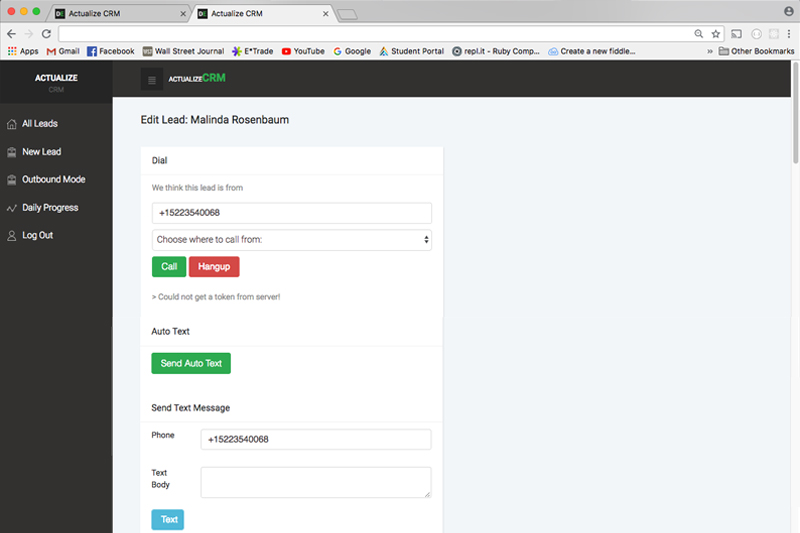 Actualize CRM
Actualize CRM
Apps Gmail Facebook Wall Street Journal E*Trade YouTube Google Student Portal repl.it - Ruby Comp... Create a new fiddle... » Other Bookmarks
ACTUALIZE
CRM
ACTUALIZECRM
All Leads
New Lead
Outbound Mode
Daily Progress
Log Out
Edit Lead: Malinda Rosenbaum
Dial
We think this lead is from
+15223540068
Choose where to call from:
Call Hangup
> Could not get a token from server!
Auto Text
Send Auto Text
Send Text Message
Phone +15223540068
Text
Body
Text